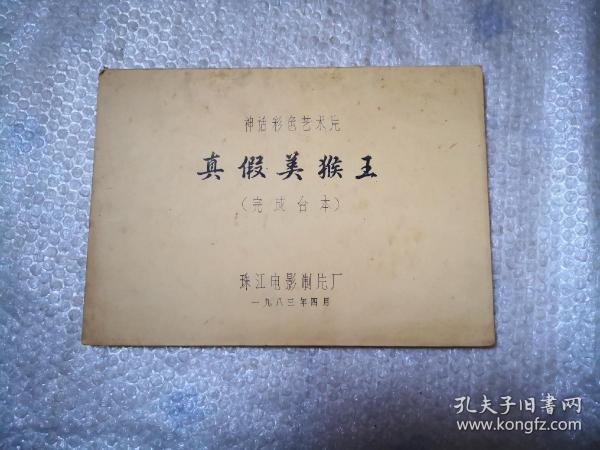 神话彩色艺术片
真假美猴王
（完成台本）
珠江电影制片厂
一九八三年四月
孔夫子旧書网
www.kongfz.com